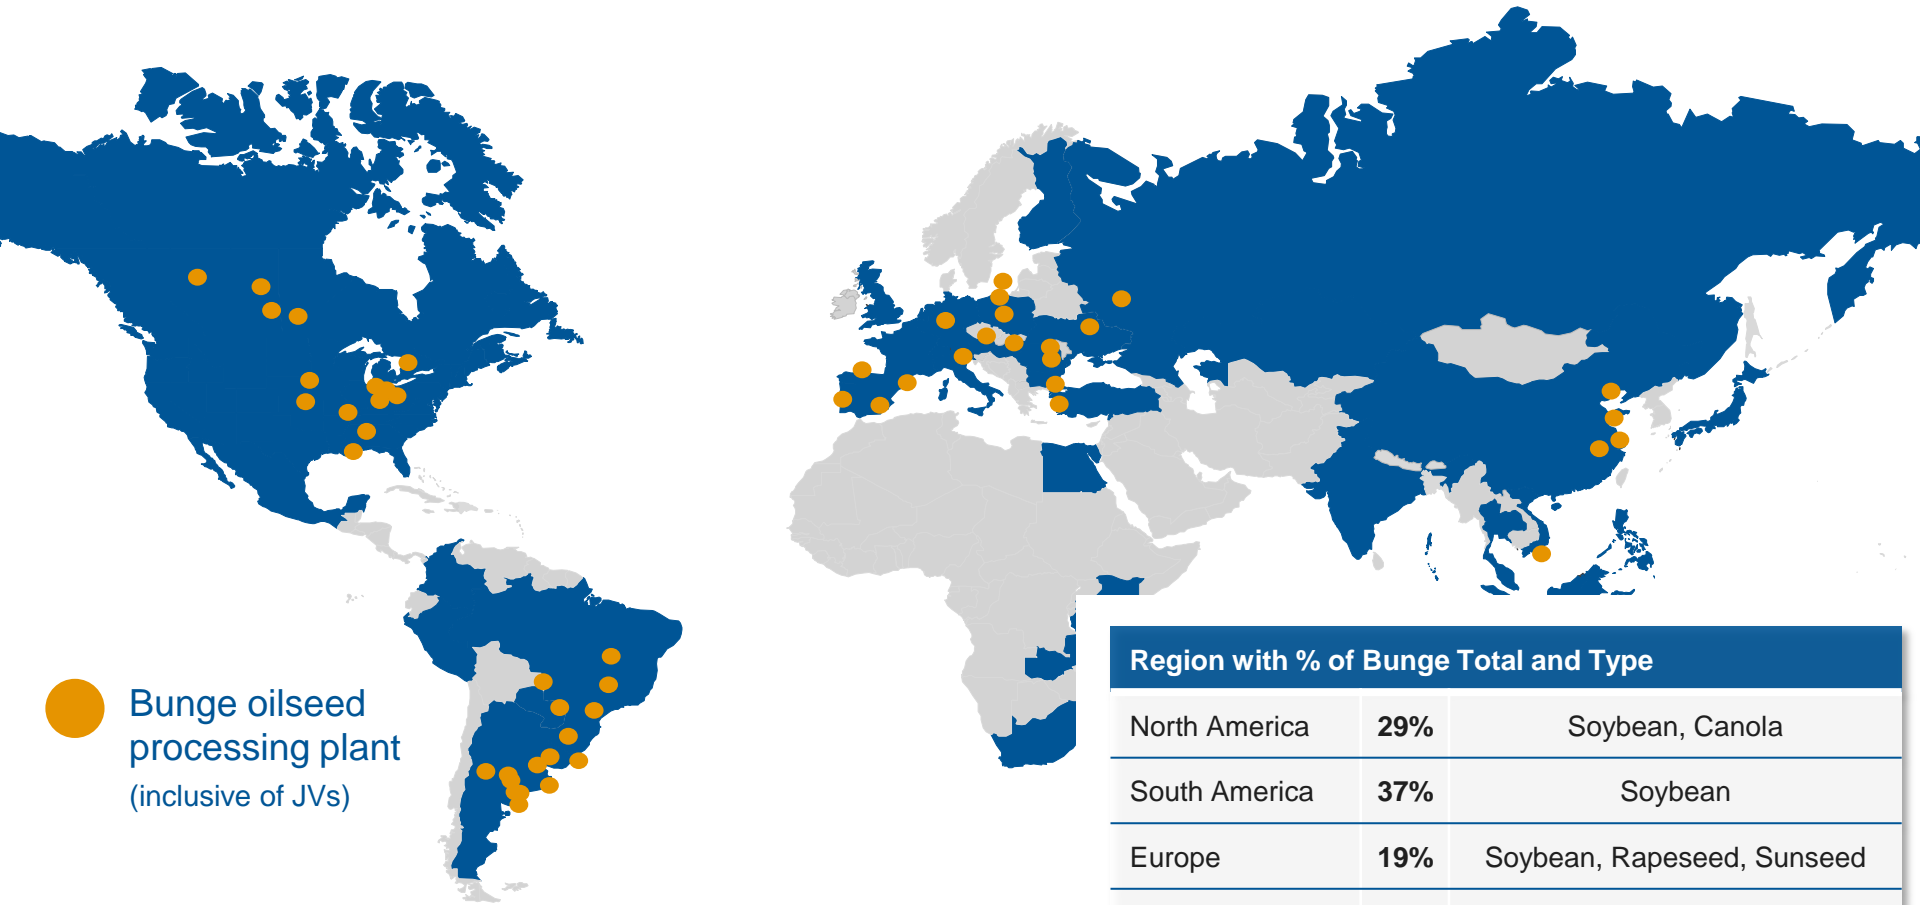 Bunge oilseed
processing plant
(inclusive of JVs)
Region with % of Bunge Total and Type
North America 29% Soybean, Canola
South America 37% Soybean
Europe 19% Soybean, Rapeseed, Sunseed